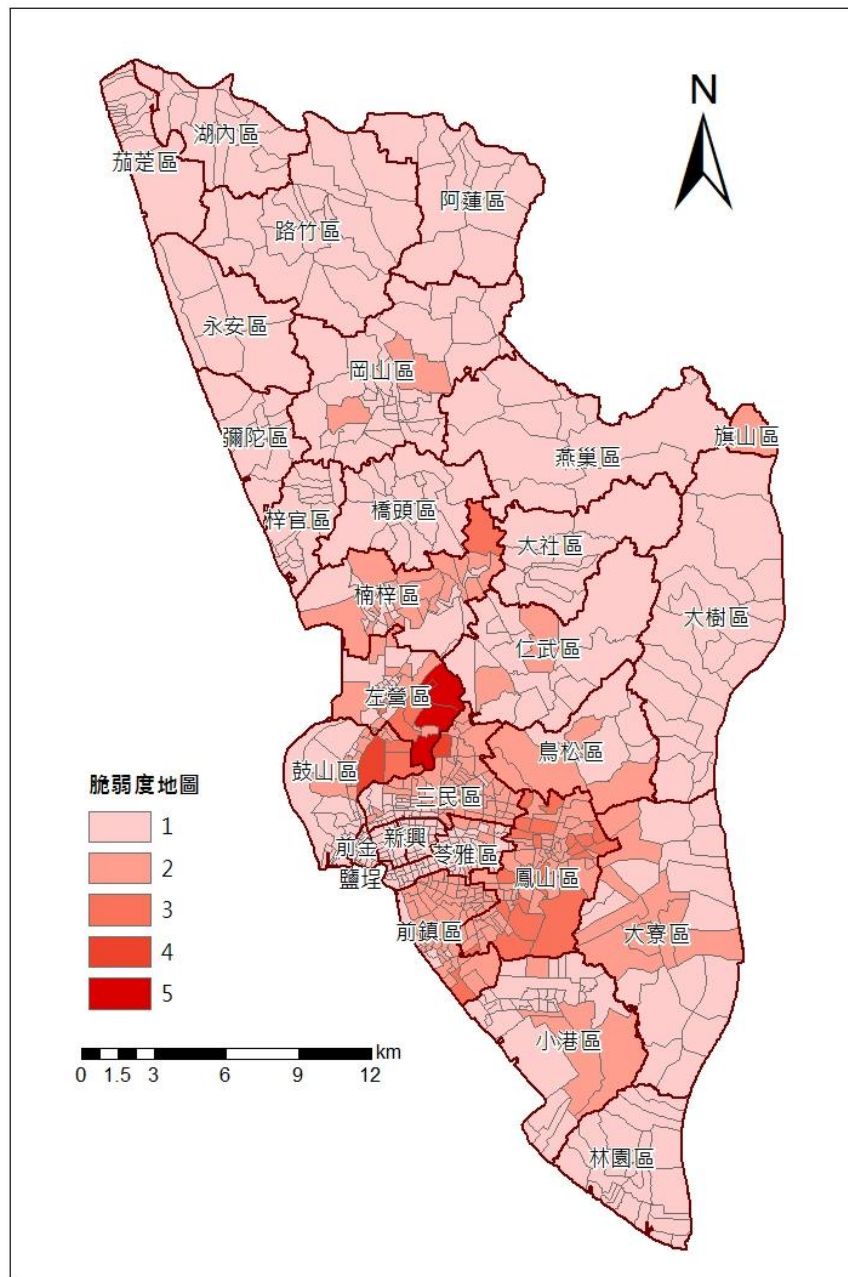 N
湖內區
茄萣區
阿蓮區
路竹區
永安區
岡山區
彌陀區
旗山區
燕巢區
梓官區
橋頭區
大社區
楠梓區
大樹區
仁武區
左營區
鳥松區
鼓山區
脆弱度地圖
1
2
3
4
5
三民區
新興
前金
苓雅區
鹽埕
鳳山區
前鎮區
大寮區
小港區
km
0 1.5 3 6 9 12
林園區